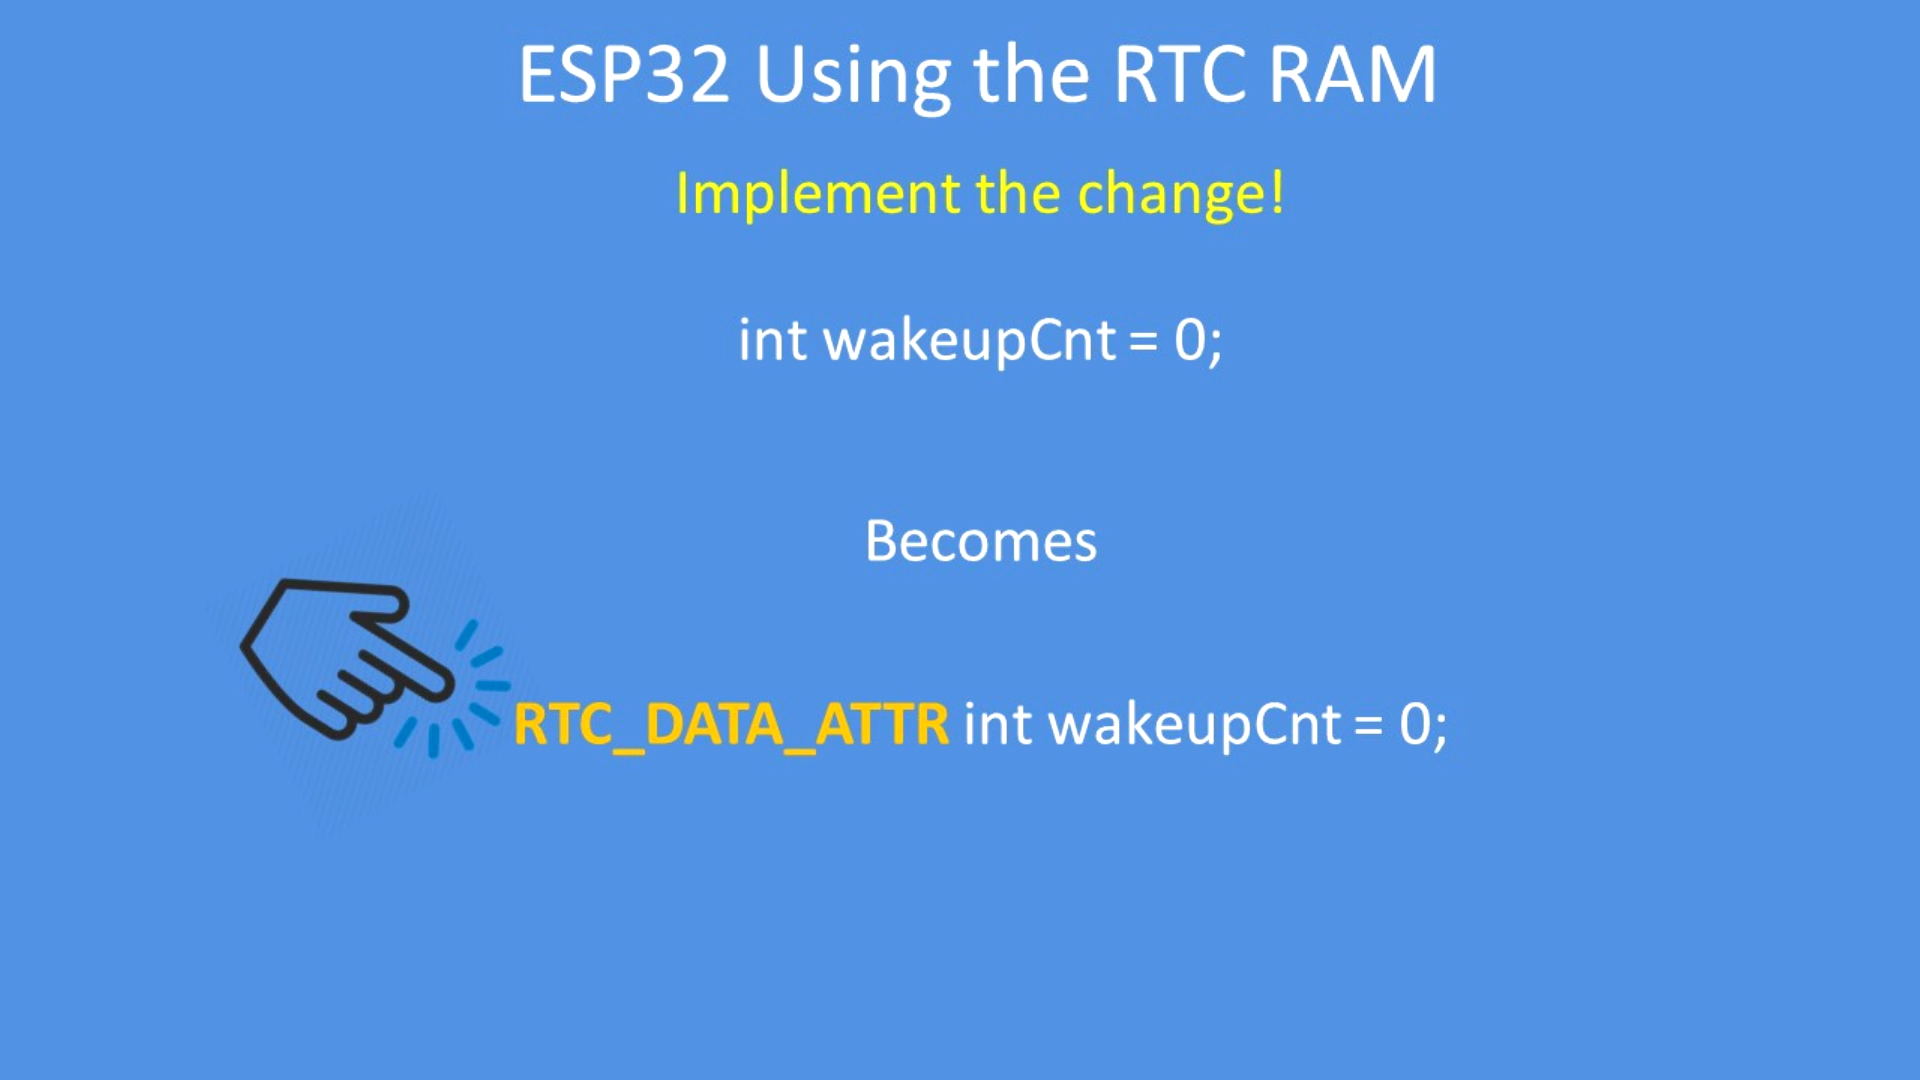 ESP32 Using the RTC RAM
Implement the change!
int wakeupCnt = 0;
Becomes
RTC_DATA_ATTR int wakeupCnt = 0;